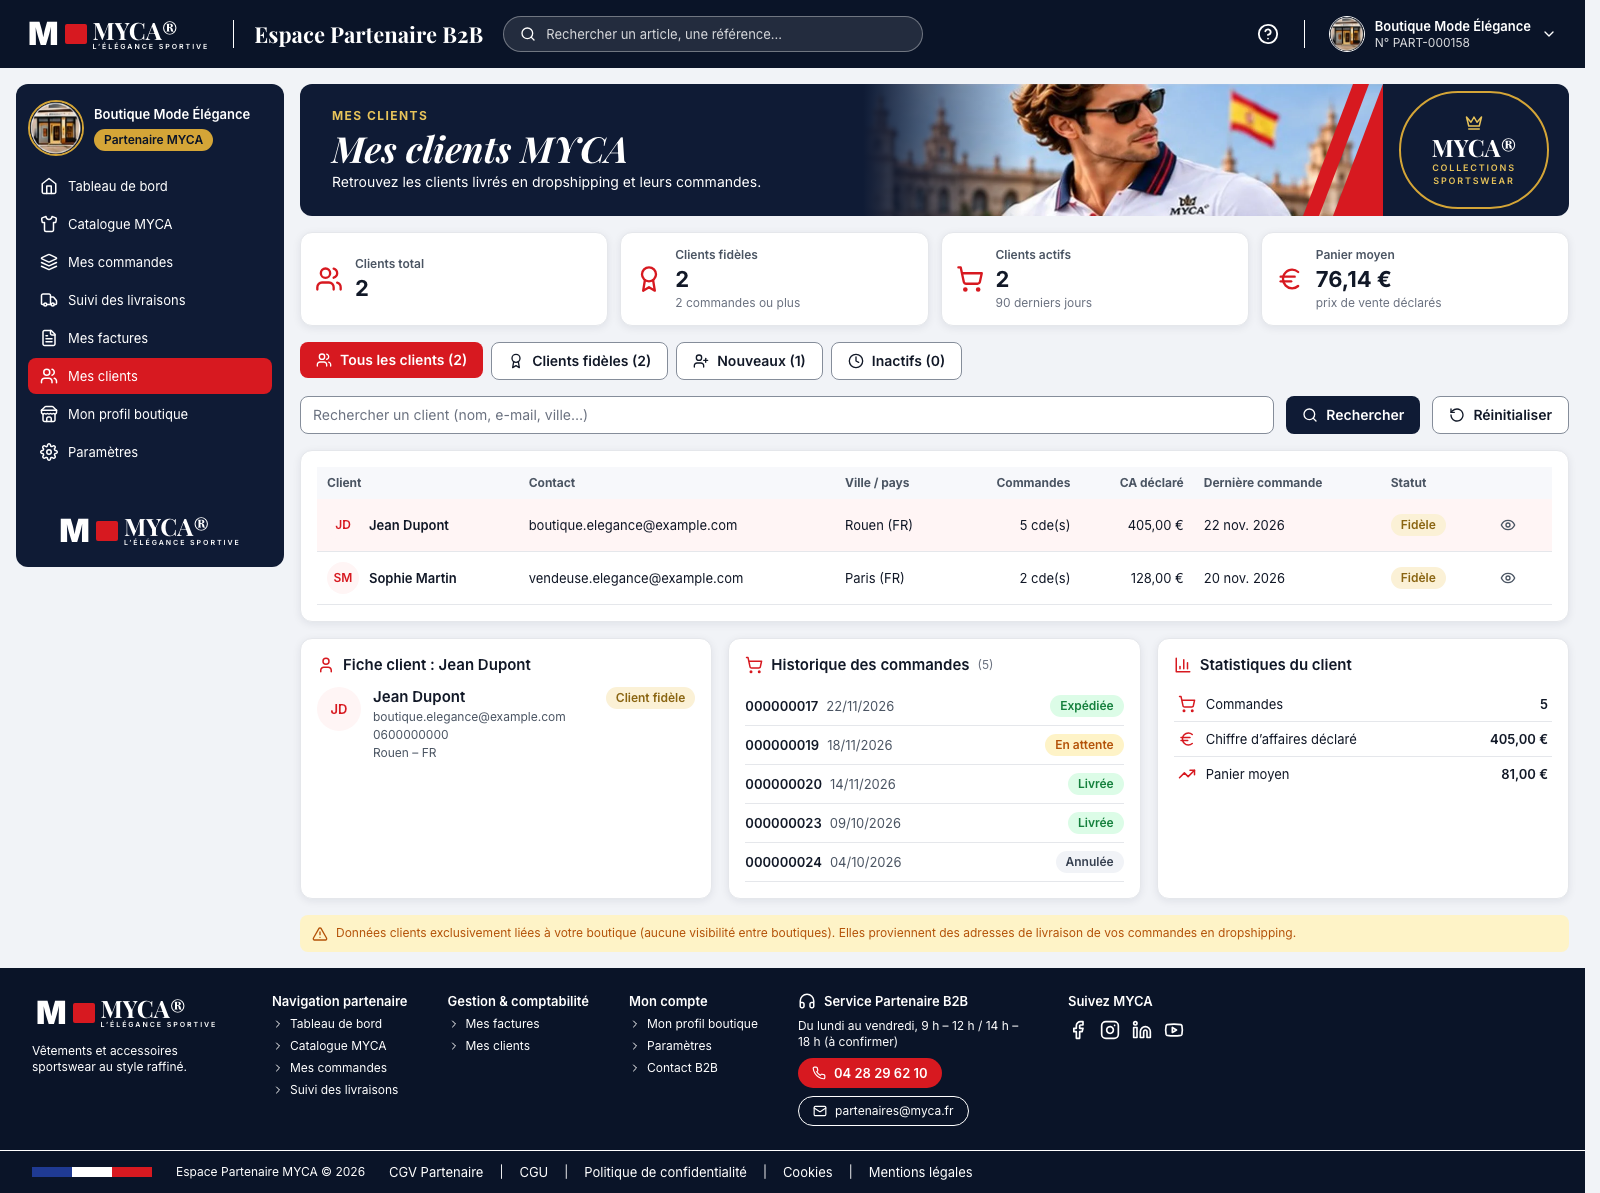 M MYCA®
L'ÉLÉGANCE SPORTIVE
Espace Partenaire B2B
Rechercher un article, une référence...
Boutique Mode Élégance
N° PART-000158
Boutique Mode Élégance
Partenaire MYCA
Tableau de bord
Catalogue MYCA
Mes commandes
Suivi des livraisons
Mes factures
Mes clients
Mon profil boutique
Paramètres
M MYCA®
L'ÉLÉGANCE SPORTIVE
MES CLIENTS
Mes clients MYCA
Retrouvez les clients livrés en dropshipping et leurs commandes.
MYCA®
MYCA®
COLLECTIONS
SPORTSWEAR
Clients total
2
Clients fidèles
2
2 commandes ou plus
Clients actifs
2
90 derniers jours
Panier moyen
76,14 €
prix de vente déclarés
Tous les clients (2)
Clients fidèles (2)
Nouveaux (1)
Inactifs (0)
Rechercher un client (nom, e-mail, ville...)
Rechercher
Réinitialiser
Client Contact Ville / pays Commandes CA déclaré Dernière commande Statut
JD Jean Dupont boutique.elegance@example.com Rouen (FR) 5 cde(s) 405,00 € 22 nov. 2026 Fidèle
SM Sophie Martin vendeuse.elegance@example.com Paris (FR) 2 cde(s) 128,00 € 20 nov. 2026 Fidèle
Fiche client : Jean Dupont
JD
Jean Dupont
Client fidèle
boutique.elegance@example.com
0600000000
Rouen – FR
Historique des commandes (5)
000000017 22/11/2026 Expédiée
000000019 18/11/2026 En attente
000000020 14/11/2026 Livrée
000000023 09/10/2026 Livrée
000000024 04/10/2026 Annulée
Statistiques du client
Commandes 5
Chiffre d’affaires déclaré 405,00 €
Panier moyen 81,00 €
Données clients exclusivement liées à votre boutique (aucune visibilité entre boutiques). Elles proviennent des adresses de livraison de vos commandes en dropshipping.
M MYCA®
L'ÉLÉGANCE SPORTIVE
Vêtements et accessoires
sportswear au style raffiné.
Navigation partenaire
Tableau de bord
Catalogue MYCA
Mes commandes
Suivi des livraisons
Gestion & comptabilité
Mes factures
Mes clients
Mon compte
Mon profil boutique
Paramètres
Contact B2B
Service Partenaire B2B
Du lundi au vendredi, 9 h – 12 h / 14 h –
18 h (à confirmer)
04 28 29 62 10
partenaires@myca.fr
Suivez MYCA
Espace Partenaire MYCA © 2026
CGV Partenaire | CGU | Politique de confidentialité | Cookies | Mentions légales